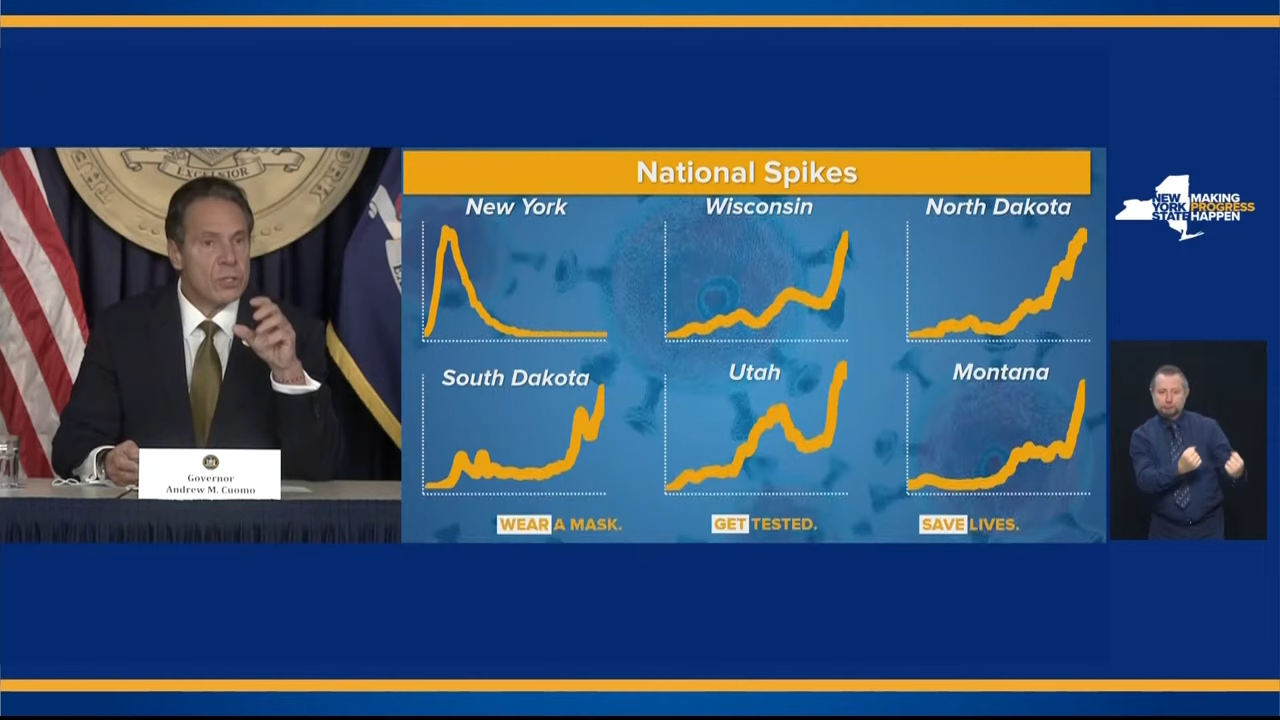 EXCELSIOR
Governor
Andrew M. Cuomo
National Spikes
New York
Wisconsin
North Dakota
South Dakota
Utah
Montana
WEAR A MASK.
GET TESTED.
SAVE LIVES.
NEW YORK STATE
MAKING PROGRESS HAPPEN